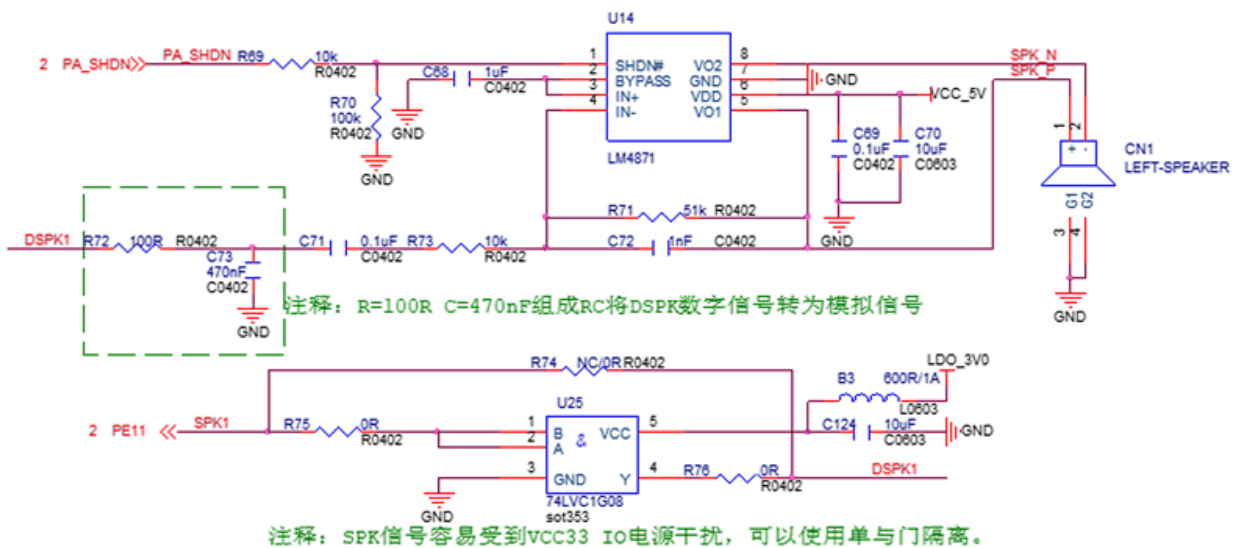 U14
2 PA_SHDN
PA_SHDN
R69
10k
R0402
C68
1uF
C0402
GND
R70
100k
R0402
GND
1
2
3
4
SHDN#
BYPASS
IN+
IN-
VO2
GND
VDD
VO1
8
7
6
5
LM4871
GND
SPK_N
SPK_P
VCC_5V
C69
0.1uF
C0402
C70
10uF
C0603
GND
1
2
+ -
CN1
LEFT-SPEAKER
G1
G2
3
4
GND
R71
51k
R0402
C72
1nF
C0402
DSPK1
R72
100R
R0402
C73
470nF
C0402
GND
C71
0.1uF
C0402
R73
10k
R0402
注释：R=100R C=470nF组成RC将DSPK数字信号转为模拟信号
R74
NC/0R
R0402
LDO_3V0
B3
600R/1A
L0603
U25
2 PE11
SPK1
R75
0R
R0402
1
2
3
B
A
GND
&
VCC
Y
5
4
C124
10uF
C0603
GND
R76
0R
R0402
DSPK1
GND
74LVC1G08
sot353
注释：SPK信号容易受到VCC33 IO电源干扰，可以使用单与门隔离。